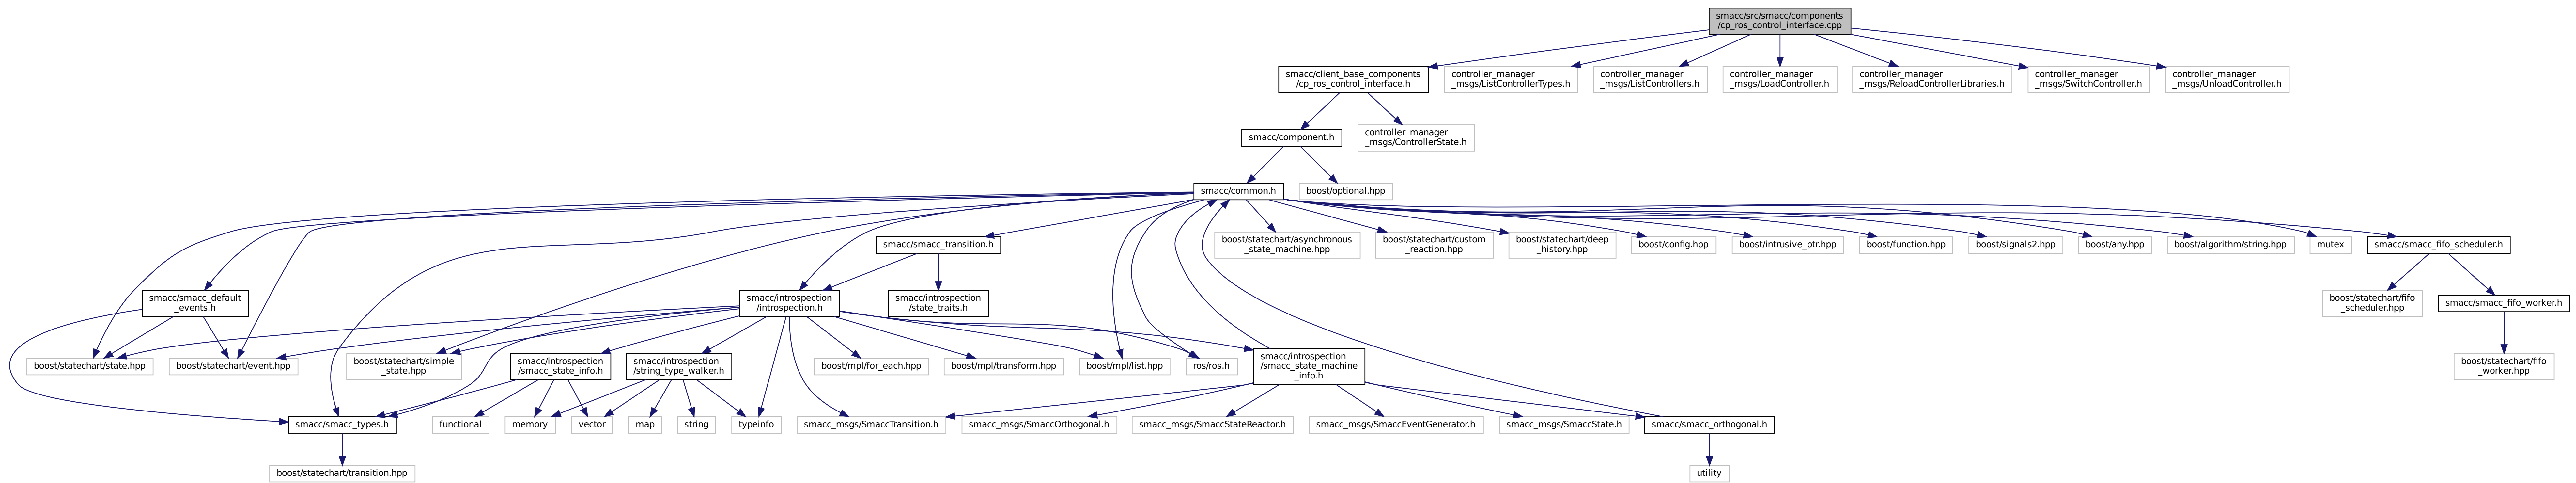 smacc/src/smacc/components
/cp_ros_control_interface.cpp
smacc/client_base_components
/cp_ros_control_interface.h
controller_manager
_msgs/ListControllerTypes.h
controller_manager
_msgs/ListControllers.h
controller_manager
_msgs/LoadController.h
controller_manager
_msgs/ReloadControllerLibraries.h
controller_manager
_msgs/SwitchController.h
controller_manager
_msgs/UnloadController.h
smacc/component.h
controller_manager
_msgs/ControllerState.h
smacc/common.h
boost/optional.hpp
smacc/smacc_transition.h
boost/statechart/asynchronous
_state_machine.hpp
boost/statechart/custom
_reaction.hpp
boost/statechart/deep
_history.hpp
boost/config.hpp
boost/intrusive_ptr.hpp
boost/function.hpp
boost/signals2.hpp
boost/any.hpp
boost/algorithm/string.hpp
mutex
smacc/smacc_fifo_scheduler.h
smacc/smacc_default
_events.h
smacc/introspection
/introspection.h
smacc/introspection
/state_traits.h
boost/statechart/fifo
_scheduler.hpp
smacc/smacc_fifo_worker.h
boost/statechart/state.hpp
boost/statechart/event.hpp
boost/statechart/simple
_state.hpp
smacc/introspection
/smacc_state_info.h
smacc/introspection
/string_type_walker.h
boost/mpl/for_each.hpp
boost/mpl/transform.hpp
boost/mpl/list.hpp
ros/ros.h
smacc/introspection
/smacc_state_machine
_info.h
boost/statechart/fifo
_worker.hpp
smacc/smacc_types.h
functional
memory
vector
map
string
typeinfo
smacc_msgs/SmaccTransition.h
smacc_msgs/SmaccOrthogonal.h
smacc_msgs/SmaccStateReactor.h
smacc_msgs/SmaccEventGenerator.h
smacc_msgs/SmaccState.h
smacc/smacc_orthogonal.h
boost/statechart/transition.hpp
utility